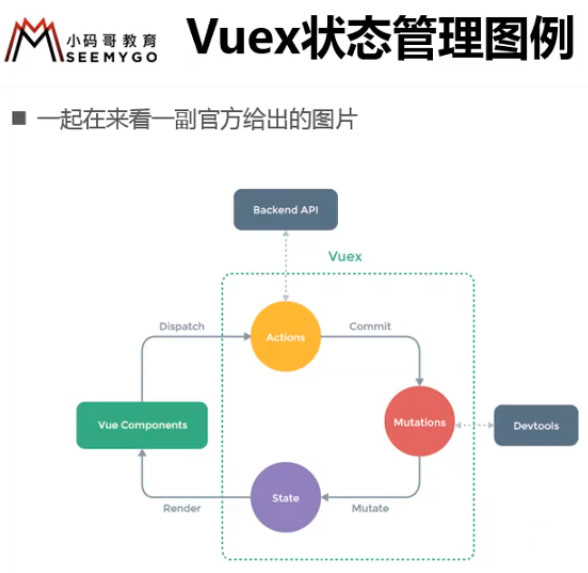 小码哥教育
SEEMYGO
Vuex状态管理图例
一起在来看一副官方给出的图片
Backend API
Vuex
Dispatch
Actions
Commit
Vue Components
Mutations
Devtools
State
Render
Mutate